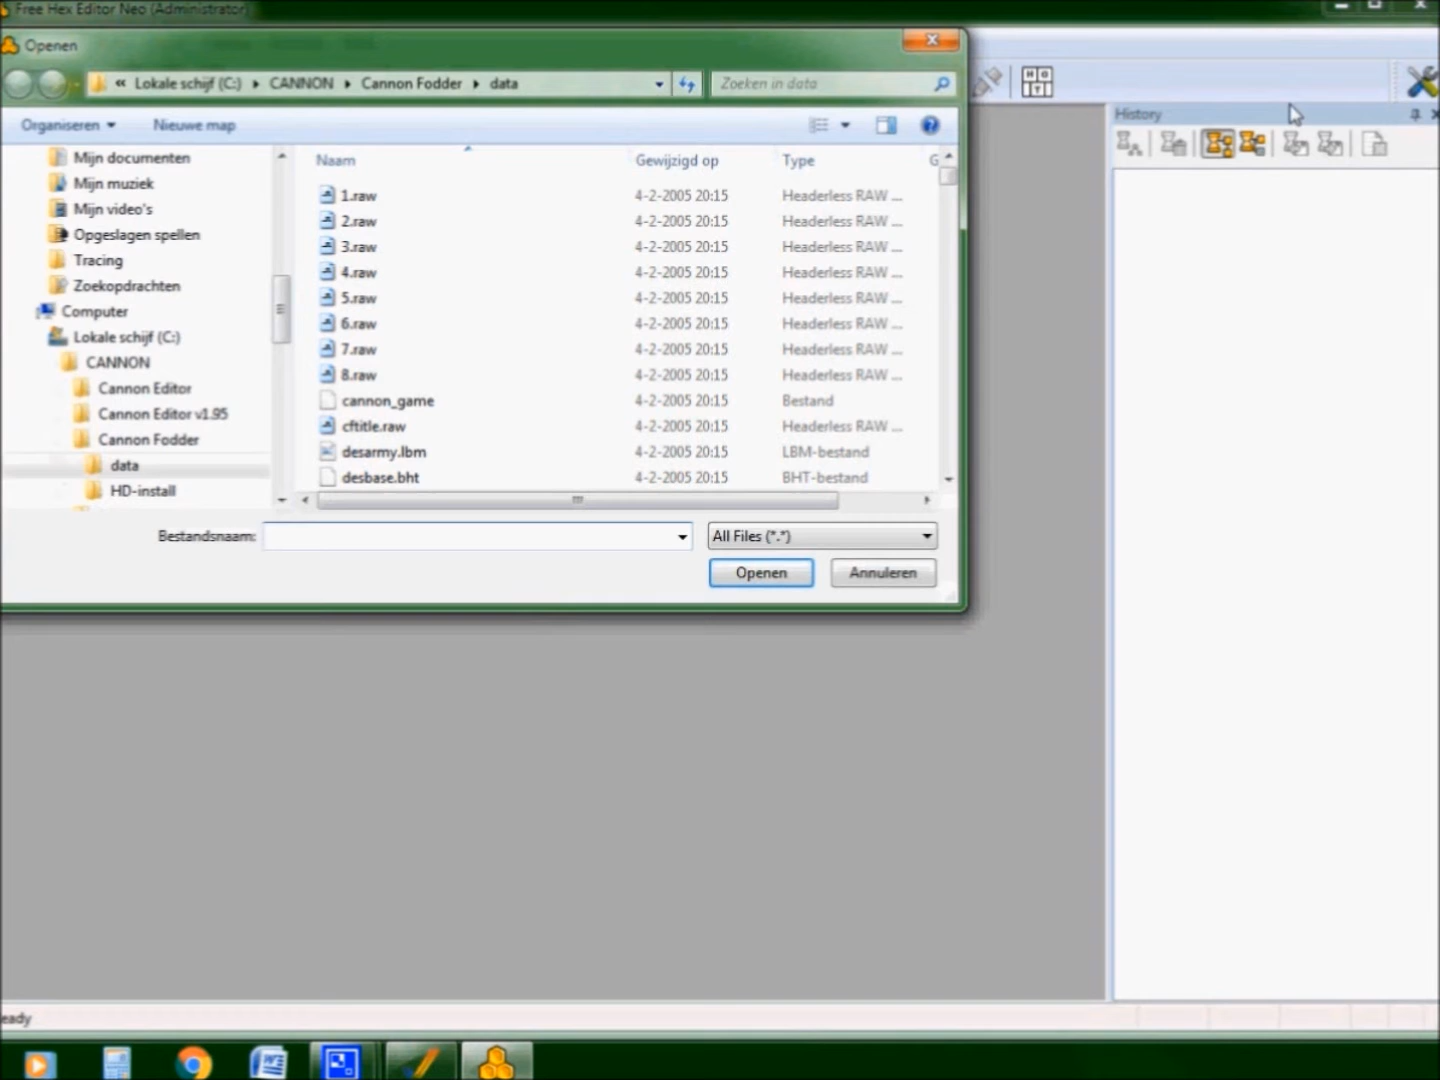 Free Hex Editor Neo (Administrator)
Openen
« Lokale schijf (C:) CANNON Cannon Fodder data
Zoeken in data
Organiseren Nieuwe map
History
Mijn documenten
Mijn muziek
Mijn video's
Opgeslagen spellen
Tracing
Zoekopdrachten
Computer
Lokale schijf (C:)
CANNON
Cannon Editor
Cannon Editor v1.95
Cannon Fodder
data
HD-install
Naam Gewijzigd op Type G
1.raw 4-2-2005 20:15 Headerless RAW ...
2.raw 4-2-2005 20:15 Headerless RAW ...
3.raw 4-2-2005 20:15 Headerless RAW ...
4.raw 4-2-2005 20:15 Headerless RAW ...
5.raw 4-2-2005 20:15 Headerless RAW ...
6.raw 4-2-2005 20:15 Headerless RAW ...
7.raw 4-2-2005 20:15 Headerless RAW ...
8.raw 4-2-2005 20:15 Headerless RAW ...
cannon_game 4-2-2005 20:15 Bestand
cftitle.raw 4-2-2005 20:15 Headerless RAW ...
desarmy.lbm 4-2-2005 20:15 LBM-bestand
desbase.bht 4-2-2005 20:15 BHT-bestand
Bestandsnaam:
All Files (*.*)
Openen Annuleren
eady